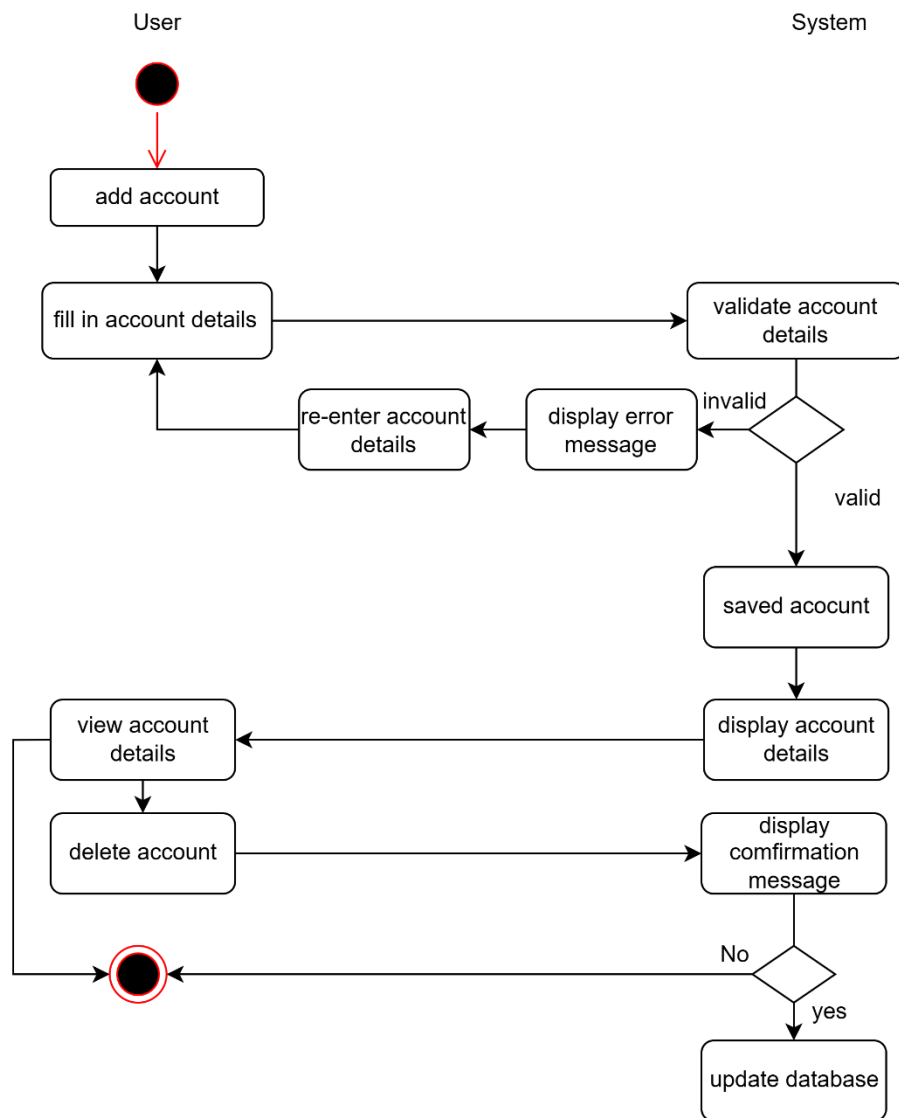 User
System
add account
fill in account details
validate account
details
invalid
display error
message
re-enter account
details
valid
saved acocunt
display account
details
view account
details
delete account
display
comfirmation
message
No
yes
update database